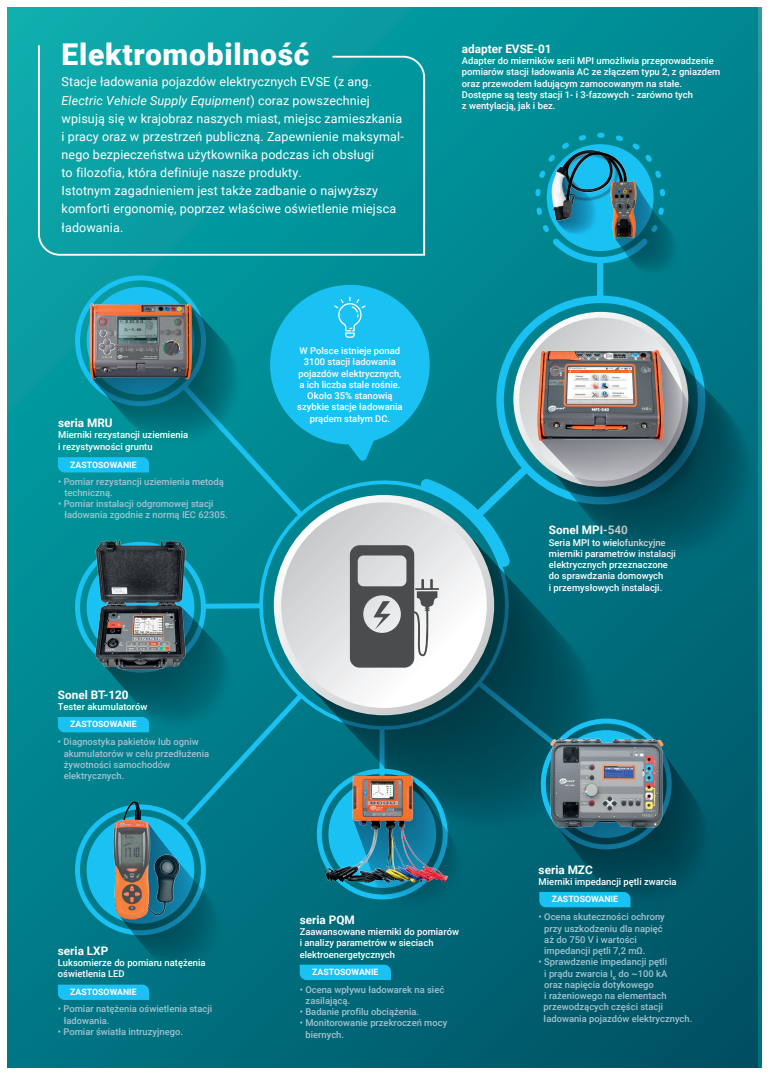 Elektromobilność
Stacje ładowania pojazdów elektrycznych EVSE (z ang.
Electric Vehicle Supply Equipment) coraz powszechniej
wpisują się w krajobraz naszych miast, miejsc zamieszkania
i pracy oraz w przestrzeń publiczną. Zapewnienie maksymal-
nego bezpieczeństwa użytkownika podczas ich obsługi
to filozofia, która definiuje nasze produkty.
Istotnym zagadnieniem jest także zadbanie o najwyższy
komforti ergonomię, poprzez właściwe oświetlenie miejsca
ładowania.
adapter EVSE-01
Adapter do mierników serii MPI umożliwia przeprowadzenie
pomiarów stacji ładowania AC ze złączem typu 2, z gniazdem
oraz przewodem ładującym zamocowanym na stałe.
Dostępne są testy stacji 1- i 3-fazowych - zarówno tych
z wentylacją, jak i bez.
W Polsce istnieje ponad
3100 stacji ładowania
pojazdów elektrycznych,
a ich liczba stale rośnie.
Około 35% stanowią
szybkie stacje ładowania
prądem stałym DC.
seria MRU
Mierniki rezystancji uziemienia
i rezystywności gruntu
ZASTOSOWANIE
• Pomiar rezystancji uziemienia metodą
techniczną.
• Pomiar instalacji odgromowej stacji
ładowania zgodnie z normą IEC 62305.
MPI-540
Sonel MPI-540
Seria MPI to wielofunkcyjne
mierniki parametrów instalacji
elektrycznych przeznaczone
do sprawdzania domowych
i przemysłowych instalacji.
Sonel BT-120
Tester akumulatorów
ZASTOSOWANIE
• Diagnostyka pakietów lub ogniw
akumulatorów w celu przedłużenia
żywotności samochodów
elektrycznych.
seria LXP
Luksomierze do pomiaru natężenia
oświetlenia LED
ZASTOSOWANIE
• Pomiar natężenia oświetlenia stacji
ładowania.
• Pomiar światła intruzyjnego.
seria PQM
Zaawansowane mierniki do pomiarów
i analizy parametrów w sieciach
elektroenergetycznych
ZASTOSOWANIE
• Ocena wpływu ładowarek na sieć
zasilającą.
• Badanie profilu obciążenia.
• Monitorowanie przekroczeń mocy
biernych.
seria MZC
Mierniki impedancji pętli zwarcia
ZASTOSOWANIE
• Ocena skuteczności ochrony
przy uszkodzeniu dla napięć
aż do 750 V i wartości
impedancji pętli 7,2 mΩ.
• Sprawdzenie impedancji pętli
i prądu zwarcia Ik do ~100 kA
oraz napięcia dotykowego
i rażeniowego na elementach
przewodzących części stacji
ładowania pojazdów elektrycznych.